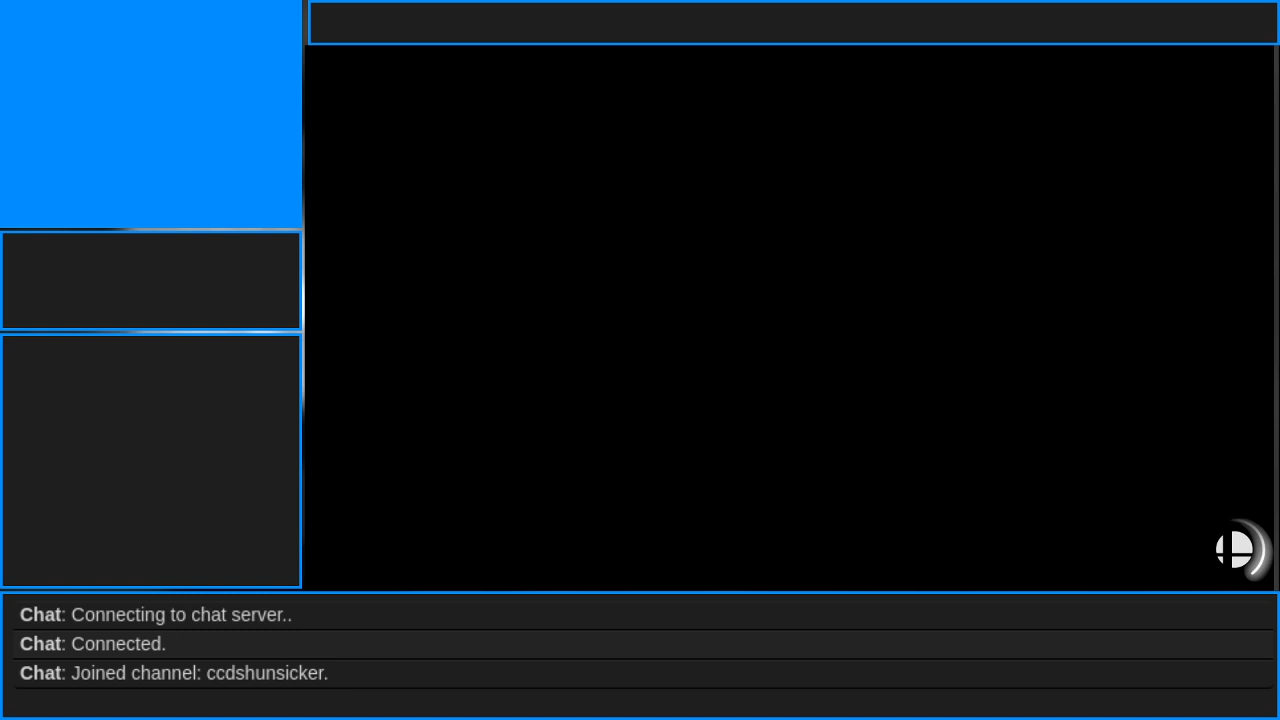 Chat: Connecting to chat server..
Chat: Connected.
Chat: Joined channel: ccdshunsicker.